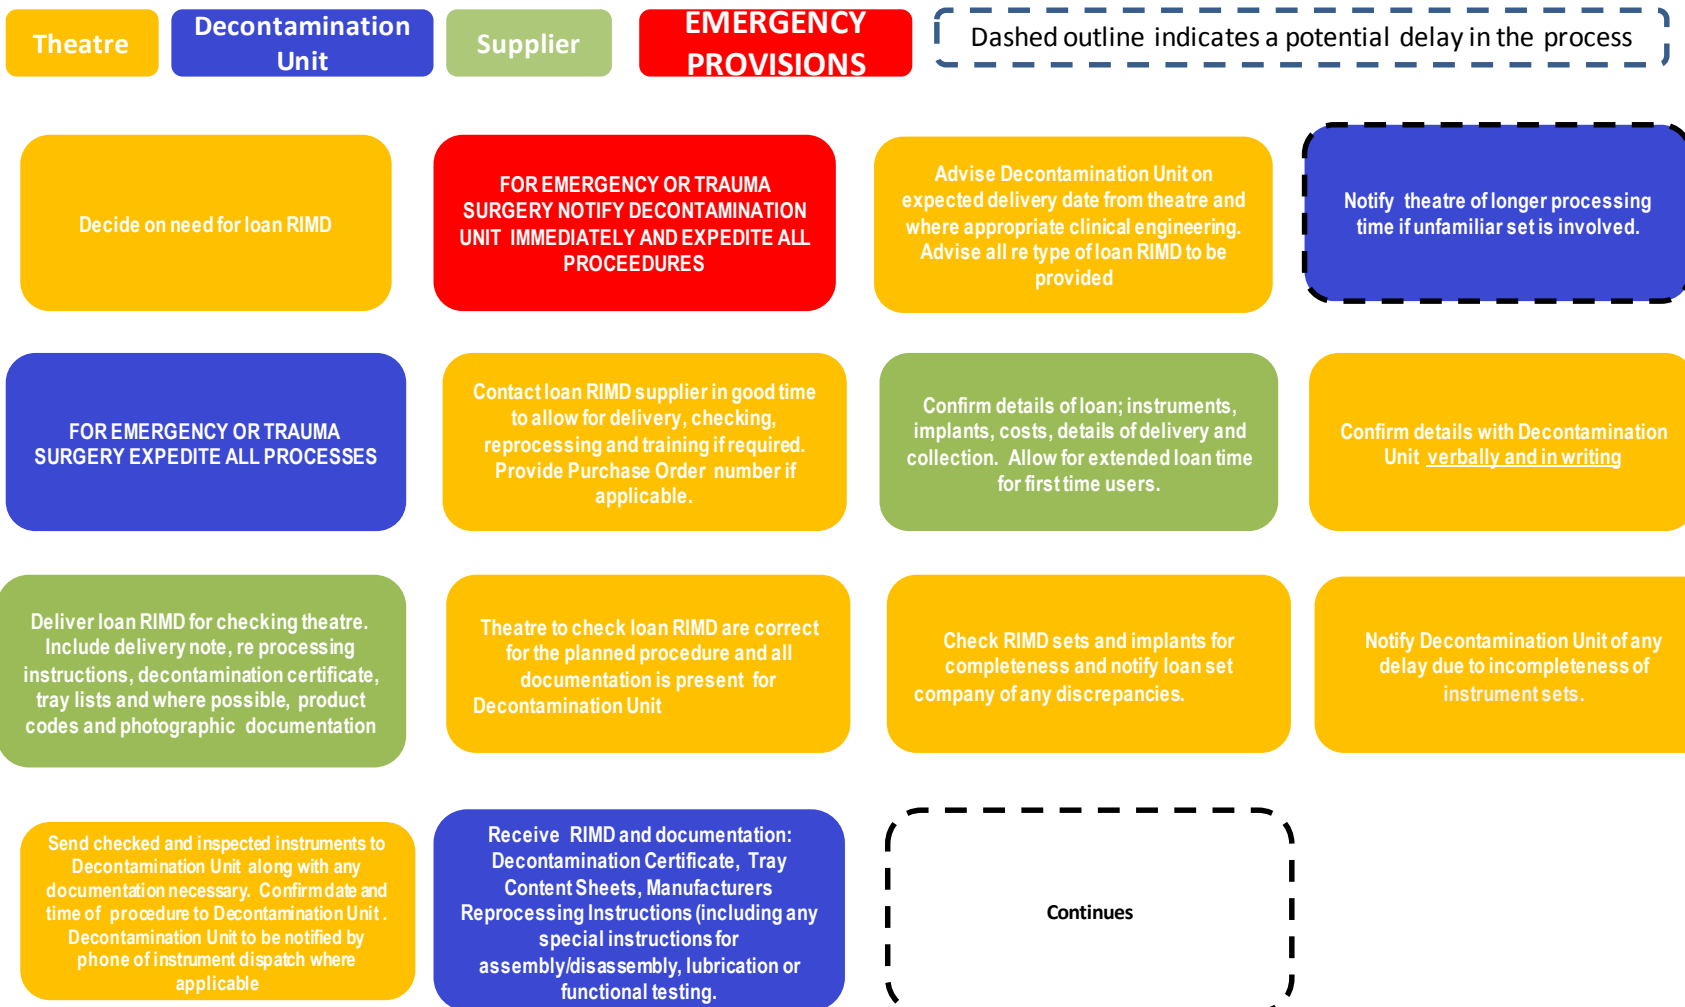 Theatre
Decontamination
Unit
Supplier
EMERGENCY
PROVISIONS
Dashed outline indicates a potential delay in the process
Decide on need for loan RIMD
FOR EMERGENCY OR TRAUMA
SURGERY NOTIFY DECONTAMINATION
UNIT IMMEDIATELY AND EXPEDITE ALL
PROCEEDURES
Advise Decontamination Unit on
expected delivery date from theatre and
where appropriate clinical engineering.
Advise all re type of loan RIMD to be
provided
Notify theatre of longer processing
time if unfamiliar set is involved.
FOR EMERGENCY OR TRAUMA
SURGERY EXPEDITE ALL PROCESSES
Contact loan RIMD supplier in good time
to allow for delivery, checking,
reprocessing and training if required.
Provide Purchase Order number if
applicable.
Confirm details of loan; instruments,
implants, costs, details of delivery and
collection. Allow for extended loan time
for first time users.
Confirm details with Decontamination
Unit verbally and in writing
Deliver loan RIMD for checking theatre.
Include delivery note, re processing
instructions, decontamination certificate,
tray lists and where possible, product
codes and photographic documentation
Theatre to check loan RIMD are correct
for the planned procedure and all
documentation is present for
Decontamination Unit
Check RIMD sets and implants for
completeness and notify loan set
company of any discrepancies.
Notify Decontamination Unit of any
delay due to incompleteness of
instrument sets.
Send checked and inspected instruments to
Decontamination Unit along with any
documentation necessary. Confirm date and
time of procedure to Decontamination Unit .
Decontamination Unit to be notified by
phone of instrument dispatch where
applicable
Receive RIMD and documentation:
Decontamination Certificate, Tray
Content Sheets, Manufacturers
Reprocessing Instructions (including any
special instructions for
assembly/disassembly, lubrication or
functional testing.
Continues